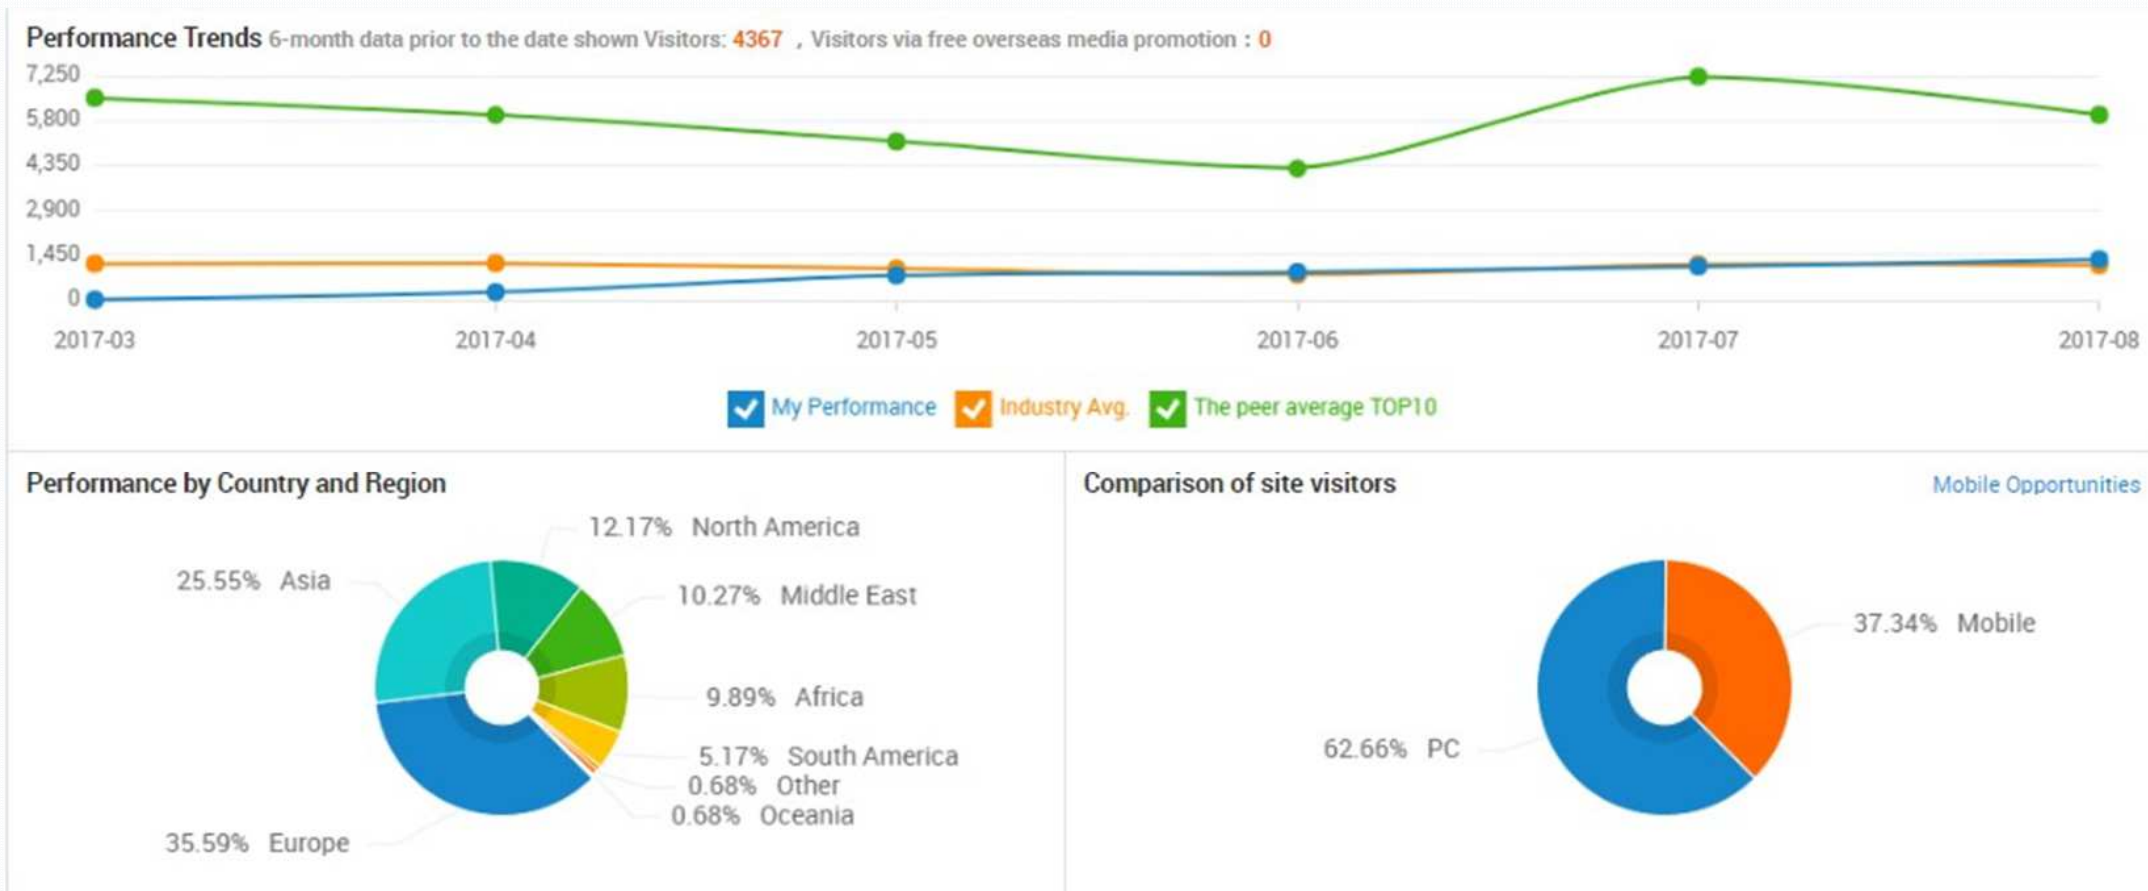 Performance Trends 6-month data prior to the date shown Visitors: 4367 , Visitors via free overseas media promotion : 0
7,250
5,800
4,350
2,900
1,450
0
2017-03 2017-04 2017-05 2017-06 2017-07 2017-08
My Performance Industry Avg. The peer average TOP10
Performance by Country and Region
12.17% North America
25.55% Asia
10.27% Middle East
9.89% Africa
5.17% South America
0.68% Other
0.68% Oceania
35.59% Europe
Comparison of site visitors
Mobile Opportunities
37.34% Mobile
62.66% PC